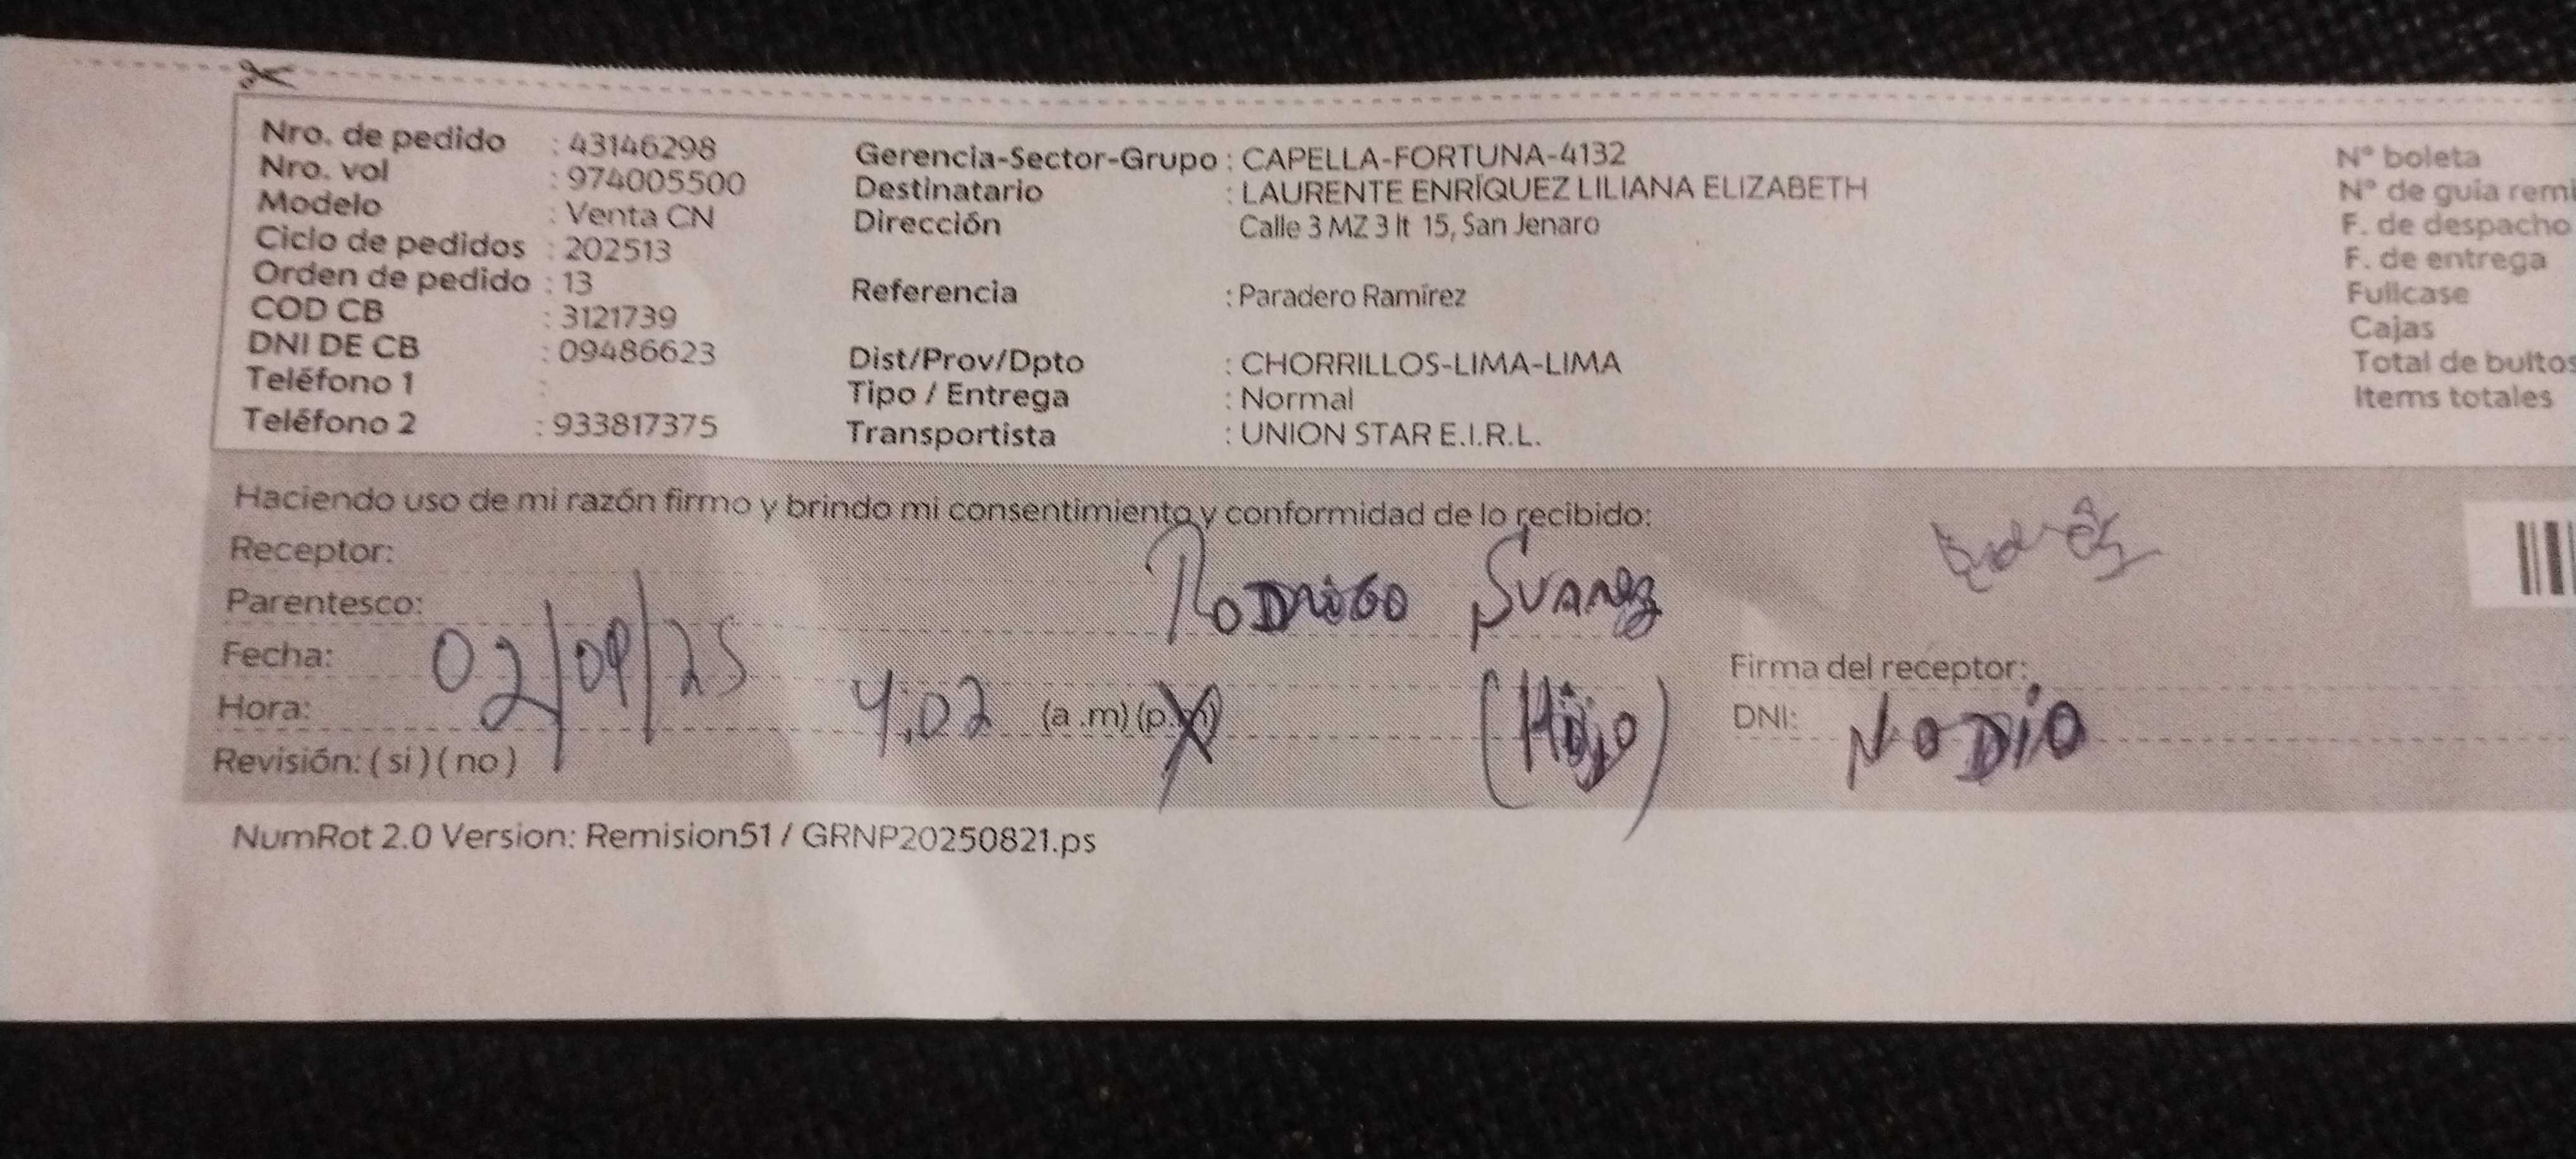 Nro. de pedido : 43146298
Nro. vol : 974005500
Modelo : Venta CN
Ciclo de pedidos : 202513
Orden de pedido : 13
COD CB : 3121739
DNI DE CB : 09486623
Teléfono 1 :
Teléfono 2 : 933817375
Gerencia-Sector-Grupo : CAPELLA-FORTUNA-4132
Destinatario : LAURENTE ENRÍQUEZ LILIANA ELIZABETH
Dirección Calle 3 MZ 3 lt 15, San Jenaro
Referencia : Paradero Ramírez
Dist/Prov/Dpto : CHORRILLOS-LIMA-LIMA
Tipo / Entrega : Normal
Transportista : UNION STAR E.I.R.L.
N° boleta
N° de guia remi
F. de despacho
F. de entrega
Fullcase
Cajas
Total de bultos
Items totales
Haciendo uso de mi razón firmo y brindo mi consentimiento y conformidad de lo recibido:
Receptor: Rodrigo Suarez
Parentesco: (Hijo)
Fecha: 02/09/25
Hora: 4:02 (a .m) (p.m)
Revisión: ( si ) ( no )
Firma del receptor:
DNI: NO DIO
NumRot 2.0 Version: Remision51 / GRNP20250821.ps